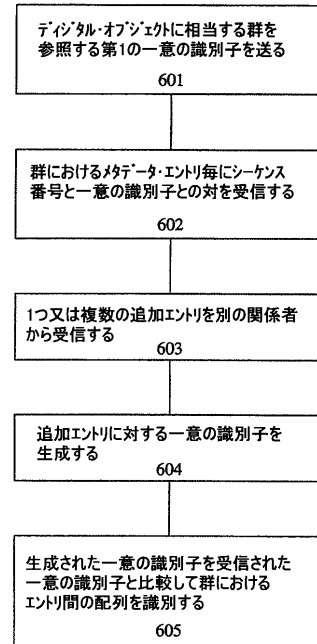 ディジタル・オブジェクトに相当する群を
参照する第1の一意の識別子を送る
601
群におけるメタデータ・エントリ毎にシーケンス
番号と一意の識別子との対を受信する
602
1つ又は複数の追加エントリを別の関係者
から受信する
603
追加エントリに対する一意の識別子を
生成する
604
生成された一意の識別子を受信された
一意の識別子と比較して群における
エントリ間の配列を識別する
605